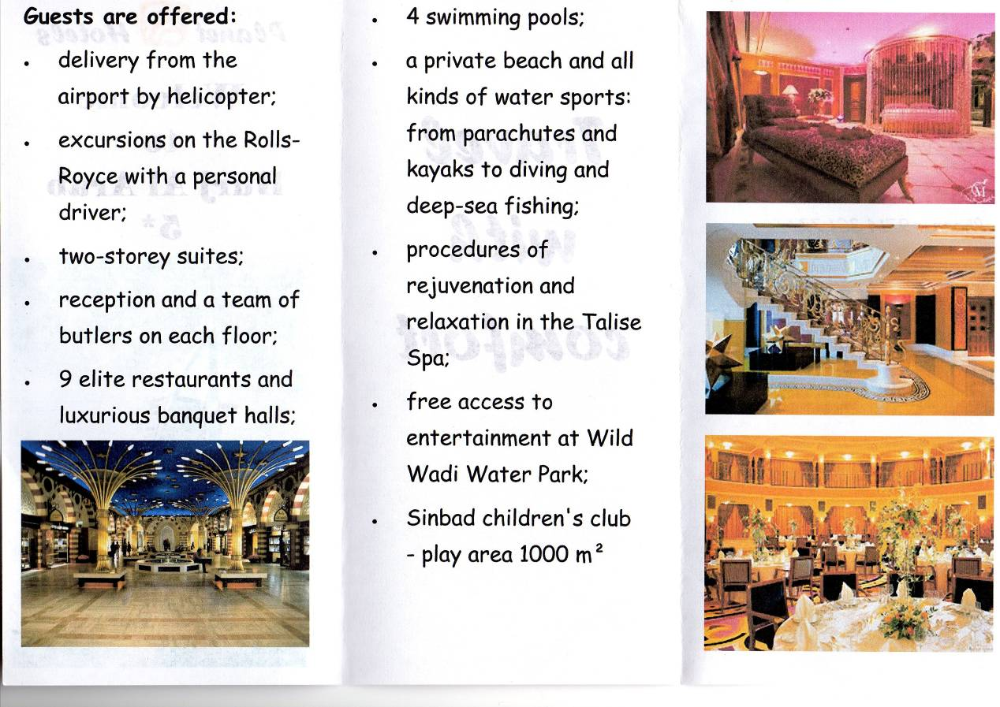 Guests are offered:
• delivery from the
airport by helicopter;
• excursions on the Rolls-
Royce with a personal
driver;
• two-storey suites;
• reception and a team of
butlers on each floor;
• 9 elite restaurants and
luxurious banquet halls;
• 4 swimming pools;
• a private beach and all
kinds of water sports:
from parachutes and
kayaks to diving and
deep-sea fishing;
• procedures of
rejuvenation and
relaxation in the Talise
Spa;
• free access to
entertainment at Wild
Wadi Water Park;
• Sinbad children's club
- play area 1000 m²